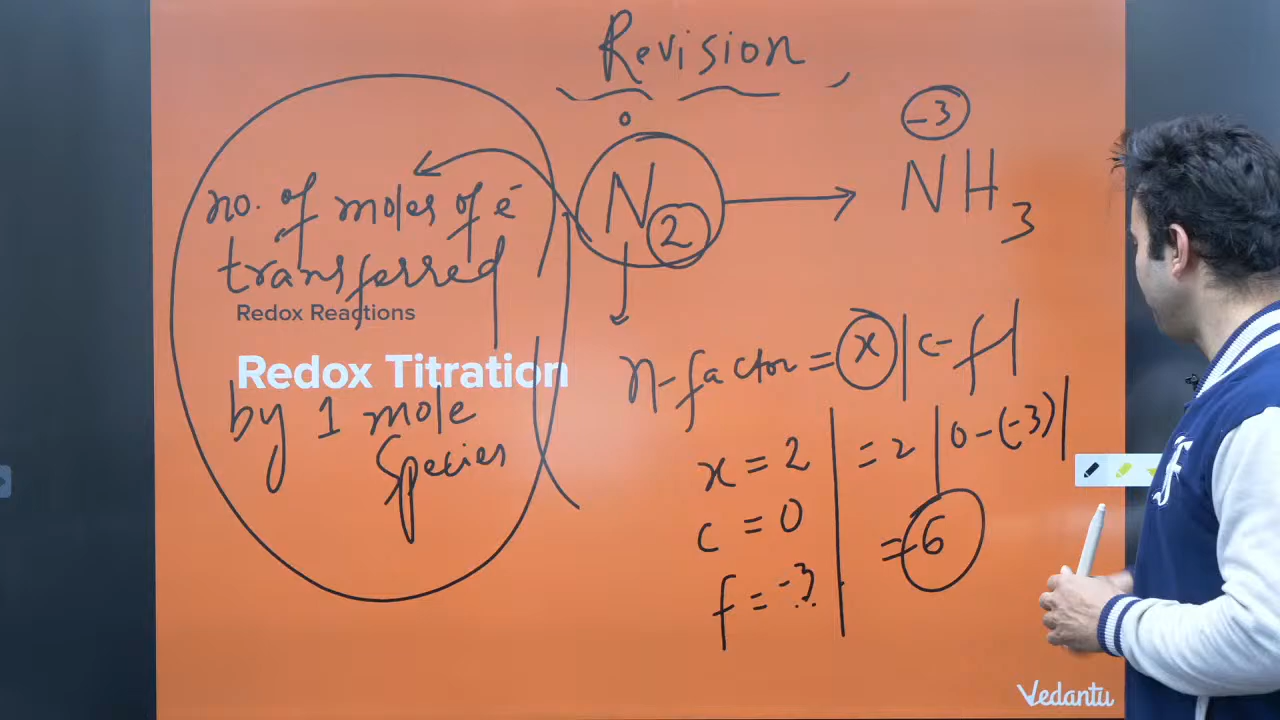 Revision
0
-3
N2 → NH3
no. of moles of e-
transferred
Redox Reactions
Redox Titration
by 1 mole
Species
n-factor = x |c-f|
x = 2
c = 0
f = -3
= 2 |0-(-3)|
= 6
Vedantu